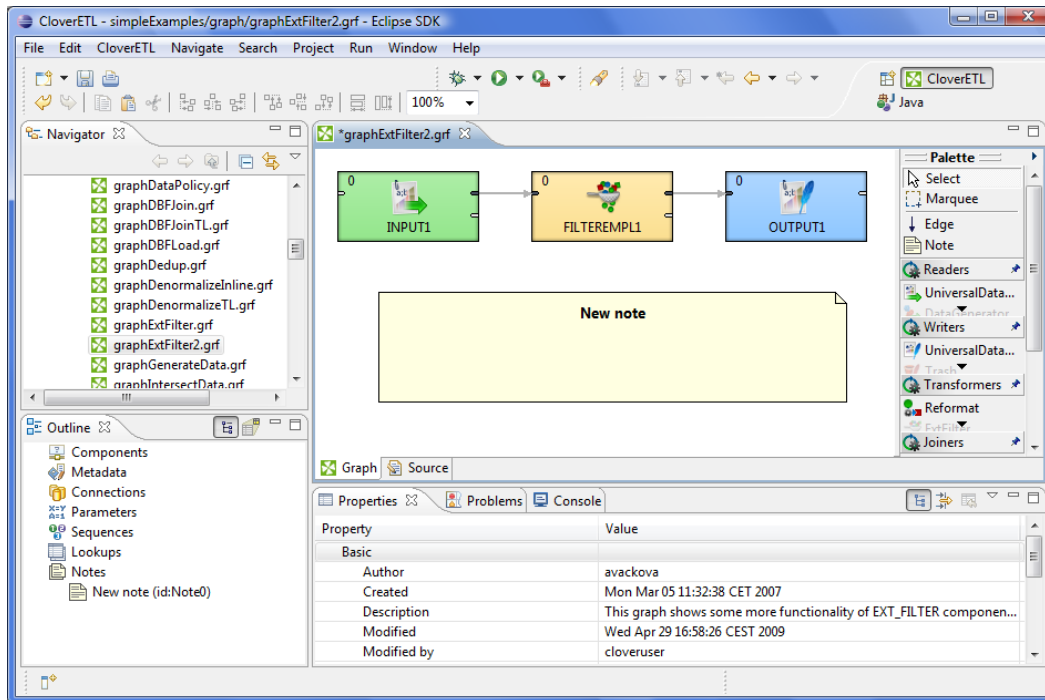 CloverETL - simpleExamples/graph/graphExtFilter2.grf - Eclipse SDK
File Edit CloverETL Navigate Search Project Run Window Help
CloverETL
100%
Java
Navigator
graphDataPolicy.grf
graphDBFJoin.grf
graphDBFJoinTL.grf
graphDBFLoad.grf
graphDedup.grf
graphDenormalizeInline.grf
graphDenormalizeTL.grf
graphExtFilter.grf
graphExtFilter2.grf
graphGenerateData.grf
graphIntersectData.grf
*graphExtFilter2.grf
0
INPUT1
0
FILTEREMPL1
0
OUTPUT1
New note
Palette
Select
Marquee
Edge
Note
Readers
UniversalData...
DataGenerator
Writers
UniversalData...
Trash
Transformers
Reformat
ExtFilter
Joiners
Graph Source
Outline
Components
Metadata
Connections
Parameters
Sequences
Lookups
Notes
New note (id:Note0)
Properties Problems Console
Property Value
Basic
Author avackova
Created Mon Mar 05 11:32:38 CET 2007
Description This graph shows some more functionality of EXT_FILTER componen...
Modified Wed Apr 29 16:58:26 CEST 2009
Modified by cloveruser